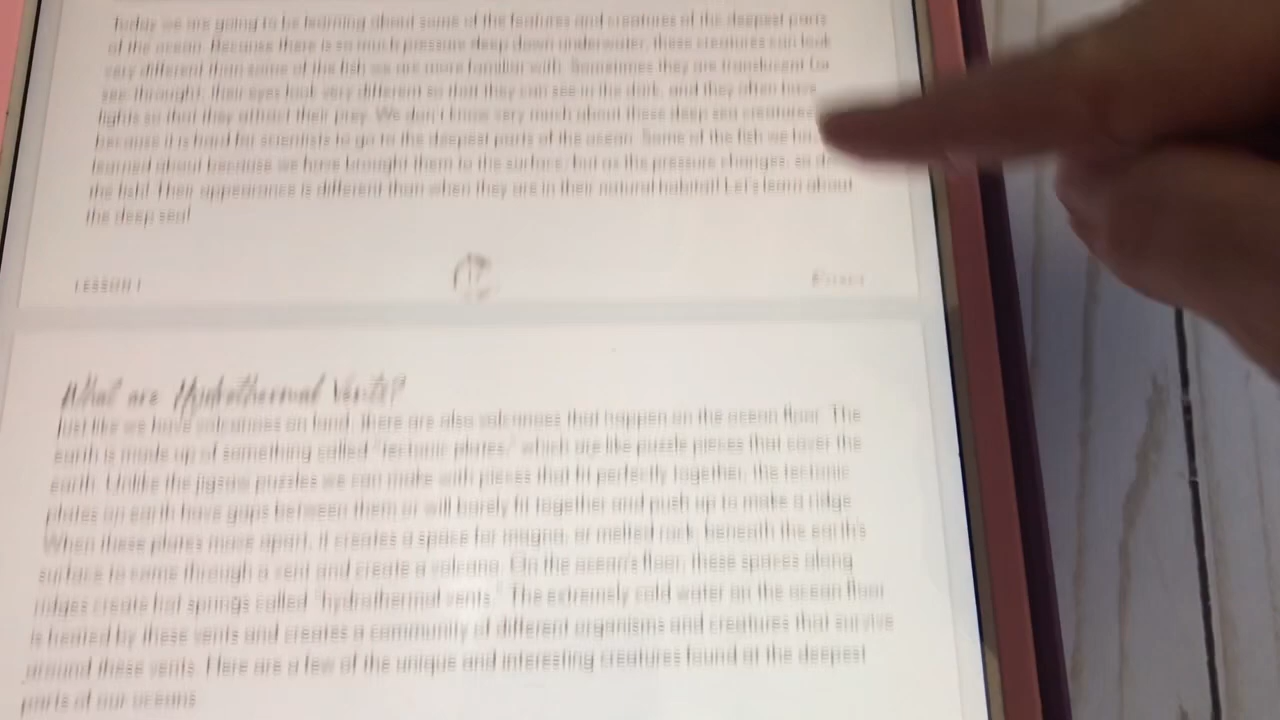 Today we are going to be learning about some of the features and creatures of the deepest parts
of the ocean. Because there is so much pressure deep down underwater, these creatures can look
very different than some of the fish we are more familiar with. Sometimes they are translucent (or
see-through), their eyes look very different so that they can see in the dark, and they often have
lights so that they attract their prey. We don't know very much about these deep sea creatures
because it is hard for scientists to go to the deepest parts of the ocean. Some of the fish we
learned about because we have brought them to the surface, but as the pressure changes, so
the fish! Their appearance is different than when they are in their natural habitat! Let's learn about
the deep sea!
LESSON 1
What are Hydrothermal Vents?
Just like we have volcanoes on land, there are also volcanoes that happen on the ocean floor. The
earth is made up of something called "tectonic plates," which are like puzzle pieces that cover the
earth. Unlike the jigsaw puzzles we can make with pieces that fit perfectly together, the tectonic
plates on earth have gaps between them or will barely fit together and push up to make a ridge.
When these plates move apart, it creates a space for magma, or melted rock, beneath the earth's
surface to come through a vent and create a volcano. On the ocean's floor, these spaces along
ridges create hot springs called "hydrothermal vents." The extremely cold water on the ocean floor
is heated by these vents and creates a community of different organisms and creatures that survive
around these vents. Here are a few of the unique and interesting creatures found at the deepest
parts of our oceans.